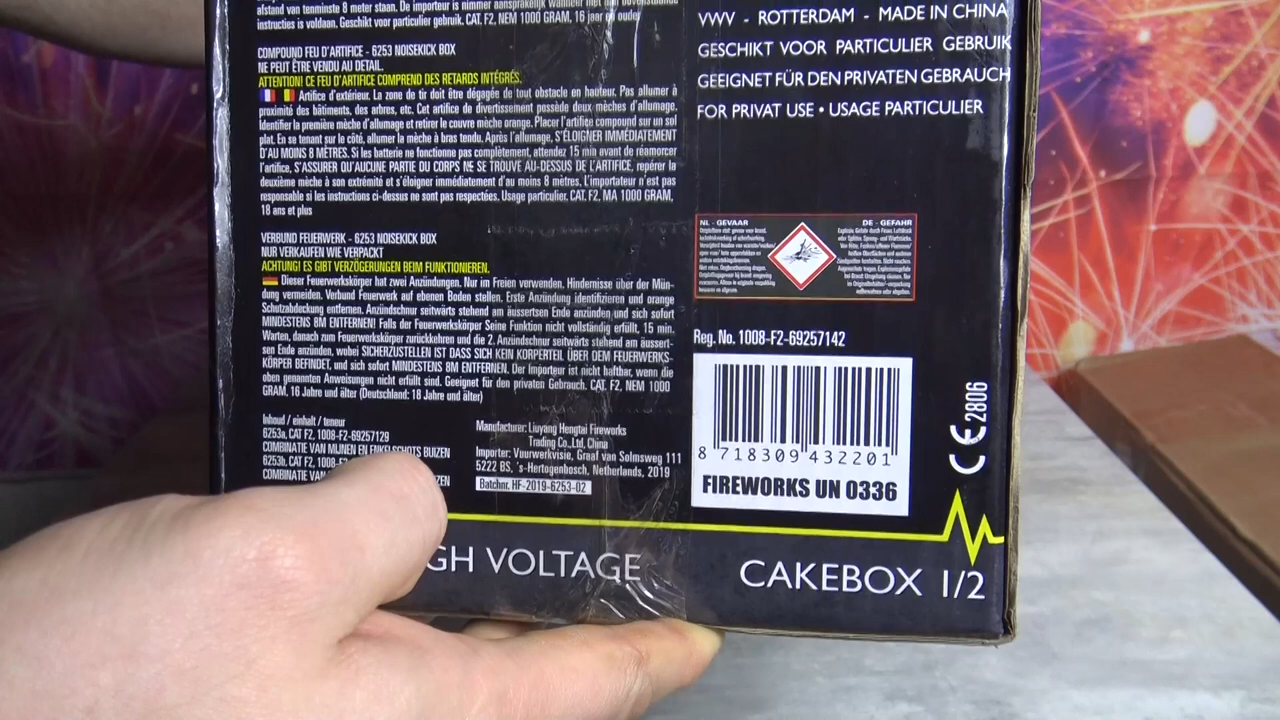 afstand van tenminste 8 meter staan. De importeur is nimmer aansprakelijk wanneer met aan bovenstaande
instructies is voldaan. Geschikt voor particulier gebruik. CAT. F2, NEM 1000 GRAM, 16 jaar en ouder
COMPOUND FEU D'ARTIFICE - 6253 NOISEKICK BOX
NE PEUT ÊTRE VENDU AU DETAIL.
ATTENTION! CE FEU D'ARTIFICE COMPREND DES RETARDS INTÉGRÉS.
Artifice d'extérieur. La zone de tir doit être dégagée de tout obstacle en hauteur. Pas allumer à
proximité des bâtiments, des arbres, etc. Cet artifice de divertissement possède deux mèches d'allumage.
Identifier la première mèche d'allumage et retirer le couvre mèche orange. Placer l'artifice compound sur un sol
plat. En se tenant sur le côté, allumer la mèche à bras tendu. Après l'allumage, S'ÉLOIGNER IMMÉDIATEMENT
D'AU MOINS 8 MÈTRES. Si les batterie ne fonctionne pas complètement, attendez 15 min avant de réamorcer
l'artifice, S'ASSURER QU'AUCUNE PARTIE DU CORPS NE SE TROUVE AU-DESSUS DE L'ARTIFICE, repérer la
deuxième mèche à son extrémité et s'éloigner immédiatement d'au moins 8 mètres. L'importateur n'est pas
responsable si les instructions ci-dessus ne sont pas respectées. Usage particulier. CAT. F2, MA 1000 GRAM,
18 ans et plus
VERBUND FEUERWERK - 6253 NOISEKICK BOX
NUR VERKAUFEN WIE VERPACKT
ACHTUNG! ES GIBT VERZÖGERUNGEN BEIM FUNKTIONIEREN.
Dieser Feuerwerkskörper hat zwei Anzündungen. Nur im Freien verwenden. Hindernisse über der Mün-
dung vermeiden. Verbund Feuerwerk auf ebenen Boden stellen. Erste Anzündung identifizieren und orange
Schutzabdeckung entfernen. Anzündschnur seitwärts stehend am äussertsen Ende anzünden und sich sofort
MINDESTENS 8M ENTFERNEN! Falls der Feuerwerkskörper Seine Funktion nicht vollständig erfüllt, 15 min.
Warten, danach zum Feuerwerkskörper zurückkehren und die 2. Anzündschnur seitwärts stehend am äussert-
sen Ende anzünden, wobei SICHERZUSTELLEN IST DASS SICH KEIN KORPERTEIL ÜBER DEM FEUERWERKS-
KÖRPER BEFINDET, und sich sofort MINDESTENS 8M ENTFERNEN. Der Importeur ist nicht haftbar, wenn die
oben genannten Anweisungen nicht erfüllt sind. Geeignet für den privaten Gebrauch. CAT. F2, NEM 1000
GRAM, 16 Jahre und älter (Deutschland: 18 Jahre und älter)
Inhoud / einhalt / teneur
6253a, CAT F2, 1008-F2-69257129
COMBINATIE VAN MIJNEN EN ENKELSCHOTS BUIZEN
6253b, CAT F2, 1008-F2
COMBINATIE VAN
ZEN
Manufacturer: Liuyang Hengtai Fireworks
Trading Co.,Ltd, China
Importer: Vuurwerkvisie, Graaf van Solmsweg 111
5222 BS, 's-Hertogenbosch, Netherlands, 2019
Batchnr. HF-2019-6253-02
VWV - ROTTERDAM - MADE IN CHINA
GESCHIKT VOOR PARTICULIER GEBRUIK
GEEIGNET FÜR DEN PRIVATEN GEBRAUCH
FOR PRIVAT USE • USAGE PARTICULIER
NL - GEVAAR
DE - GEFAHR
Reg. No. 1008-F2-69257142
8 718309 432201
FIREWORKS UN 0336
CE 2806
GH VOLTAGE
CAKEBOX 1/2